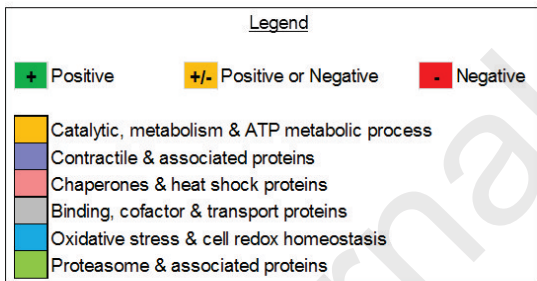 Legend
+ Positive +/- Positive or Negative - Negative
Catalytic, metabolism & ATP metabolic process
Contractile & associated proteins
Chaperones & heat shock proteins
Binding, cofactor & transport proteins
Oxidative stress & cell redox homeostasis
Proteasome & associated proteins